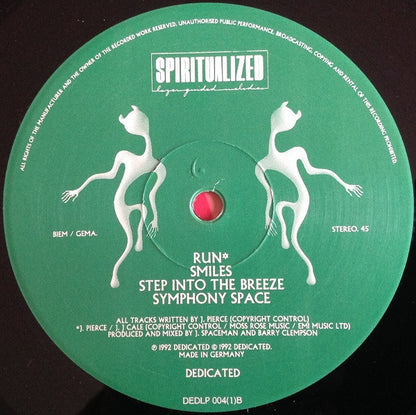 ALL RIGHTS OF THE MANUFACTURER AND THE OWNER OF THE RECORDED WORK RESERVED; UNAUTHORISED PUBLIC PERFORMANCE, BROADCASTING, COPYING AND RENTAL OF THIS RECORDING PROHIBITED.
SPIRITUALIZED
lazer guided melodies
BIEM / GEMA.
STEREO. 45
RUN*
SMILES
STEP INTO THE BREEZE
SYMPHONY SPACE
ALL TRACKS WRITTEN BY J. PIERCE (COPYRIGHT CONTROL)
*J. PIERCE / J. J CALE (COPYRIGHT CONTROL / MOSS ROSE MUSIC / EMI MUSIC LTD)
PRODUCED AND MIXED BY J. SPACEMAN AND BARRY CLEMPSON
℗ 1992 DEDICATED © 1992 DEDICATED.
MADE IN GERMANY
DEDICATED
DEDLP 004(1)B